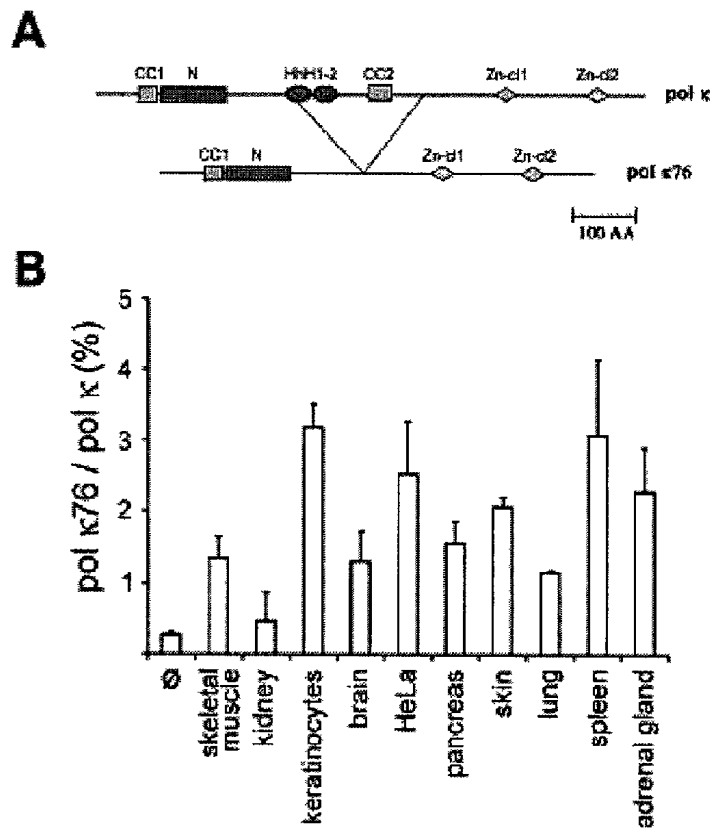 A
CC1 N HhH1-2 CC2 Zn-cl1 Zn-cl2 pol κ
CC1 N Zn-cl1 Zn-cl2 pol κ76
100 AA
B
pol κ76 / pol κ (%)
5
4
3
2
1
Ø
skeletal
muscle
kidney
keratinocytes
brain
HeLa
pancreas
skin
lung
spleen
adrenal gland